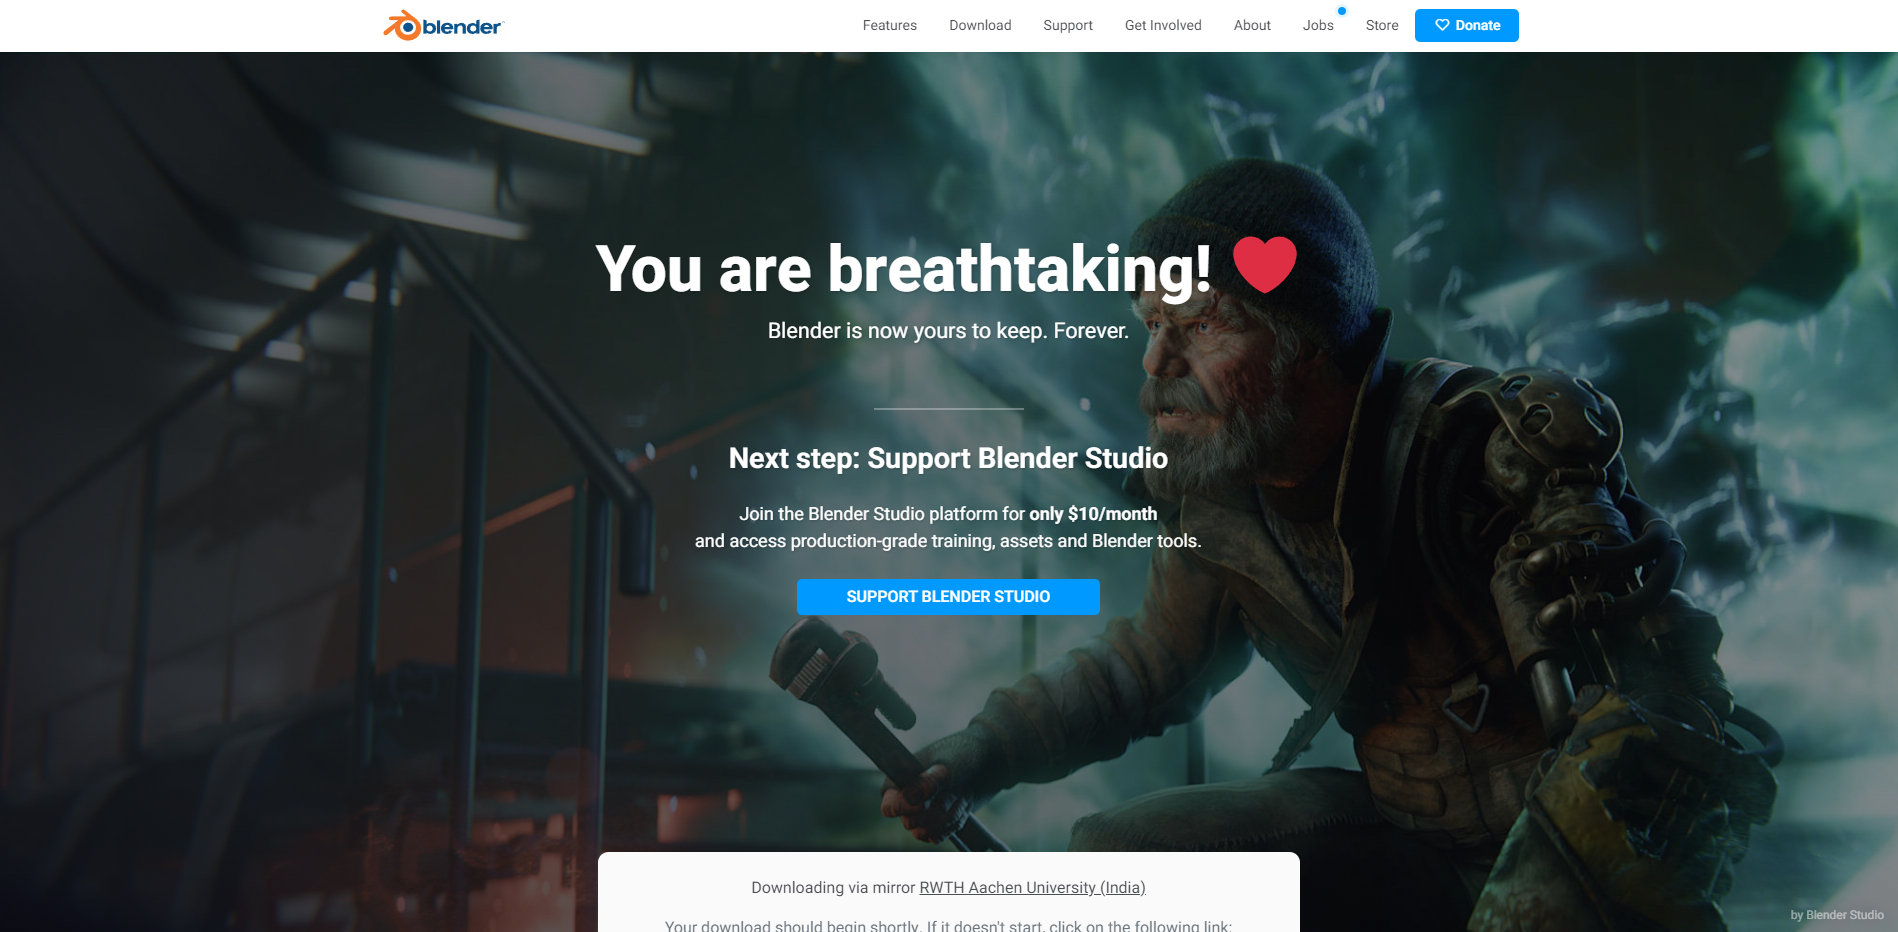 blender
Features
Download
Support
Get Involved
About
Jobs
Store
Donate
You are breathtaking!
Blender is now yours to keep. Forever.
Next step: Support Blender Studio
Join the Blender Studio platform for only $10/month
and access production-grade training, assets and Blender tools.
SUPPORT BLENDER STUDIO
Downloading via mirror RWTH Aachen University (India)
Your download should begin shortly. If it doesn't start, click on the following link:
by Blender Studio